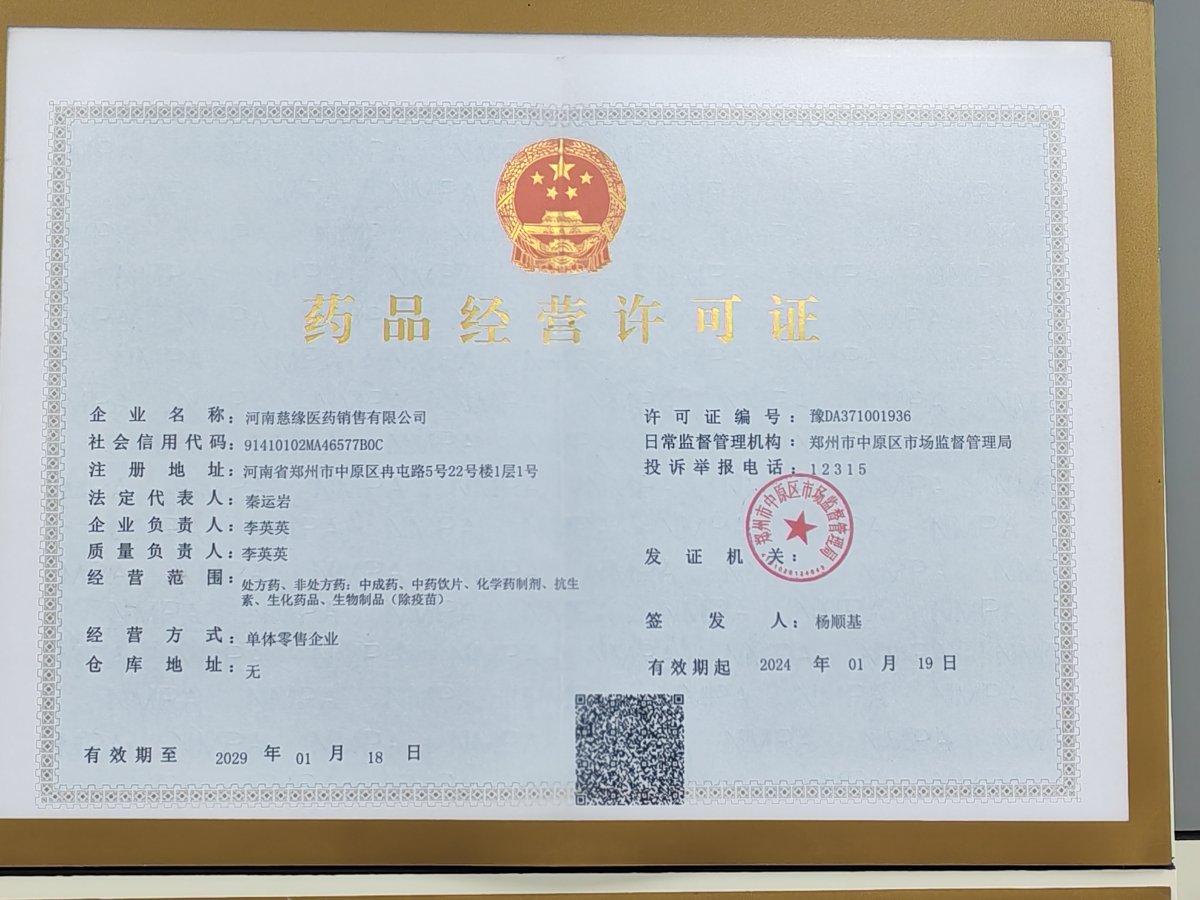 药品经营许可证
企业名称：河南慈缘医药销售有限公司
社会信用代码：91410102MA46577B0C
注册地址：河南省郑州市中原区冉屯路5号22号楼1层1号
法定代表人：秦运岩
企业负责人：李英英
质量负责人：李英英
经营范围：处方药、非处方药；中成药、中药饮片、化学药制剂、抗生
素、生化药品、生物制品（除疫苗）
经营方式：单体零售企业
仓库地址：无
有效期至 2029 年 01 月 18 日
许可证编号：豫DA371001936
日常监督管理机构：郑州市中原区市场监督管理局
投诉举报电话：12315
发证机关：
郑州市中原区市场监督管理局
签发人：杨顺基
有效期起 2024 年 01 月 19 日